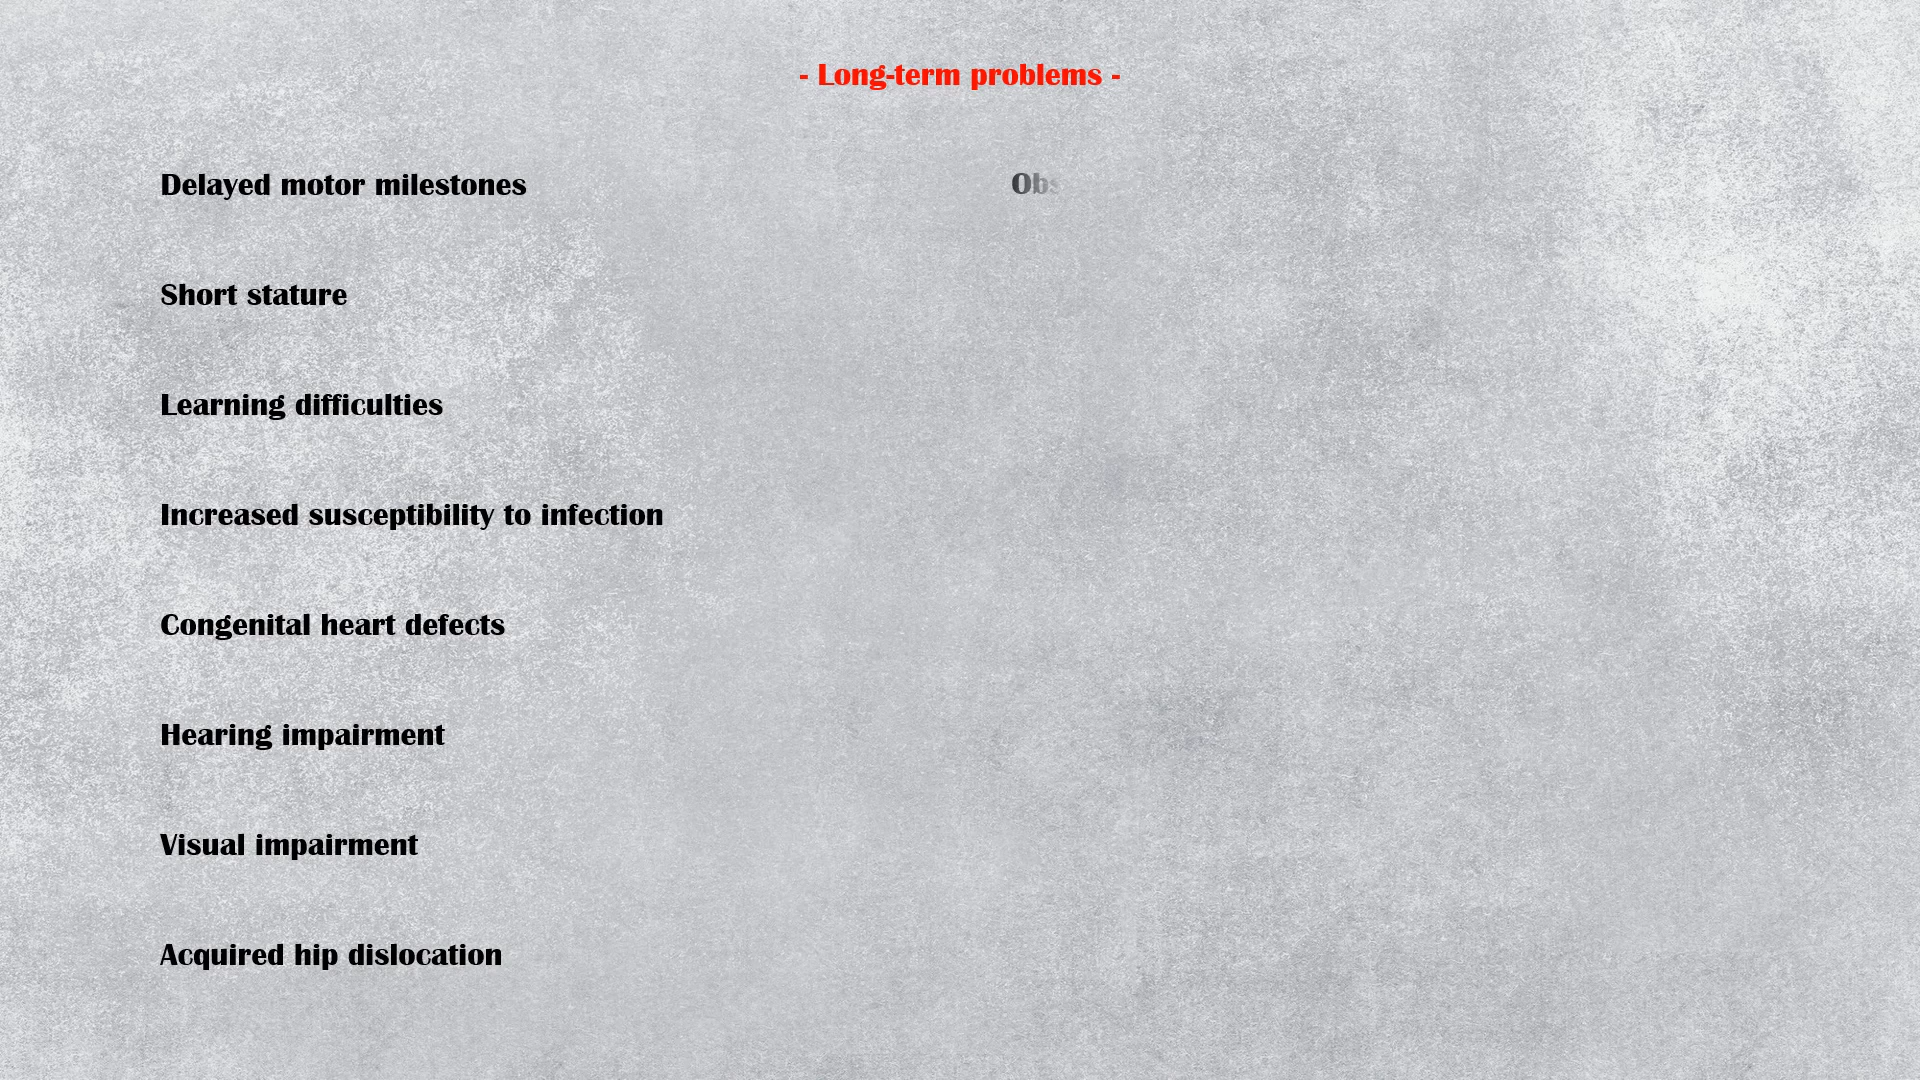 - Long-term problems -
Delayed motor milestones
Short stature
Learning difficulties
Increased susceptibility to infection
Congenital heart defects
Hearing impairment
Visual impairment
Acquired hip dislocation